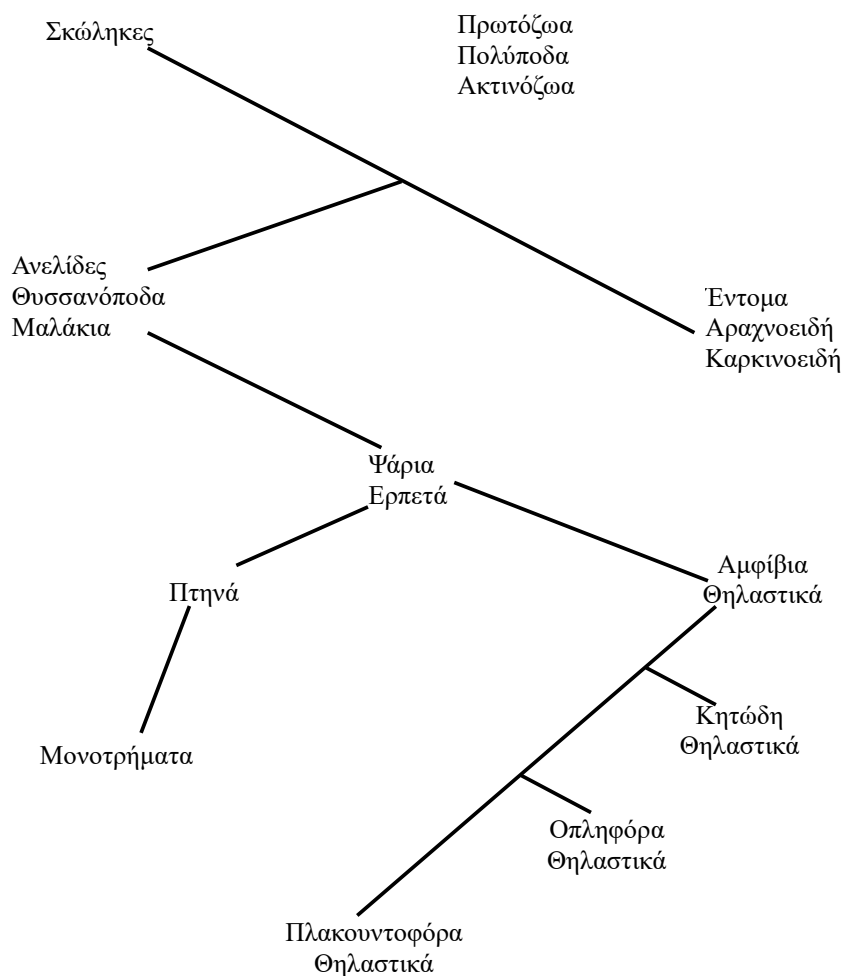 Σκώληκες
Πρωτόζωα
Πολύποδα
Ακτινόζωα
Ανελίδες
Θυσσανόποδα
Μαλάκια
Έντομα
Αραχνοειδή
Καρκινοειδή
Ψάρια
Ερπετά
Πτηνά
Αμφίβια
Θηλαστικά
Μονοτρήματα
Κητώδη
Θηλαστικά
Οπληφόρα
Θηλαστικά
Πλακουντοφόρα
Θηλαστικά